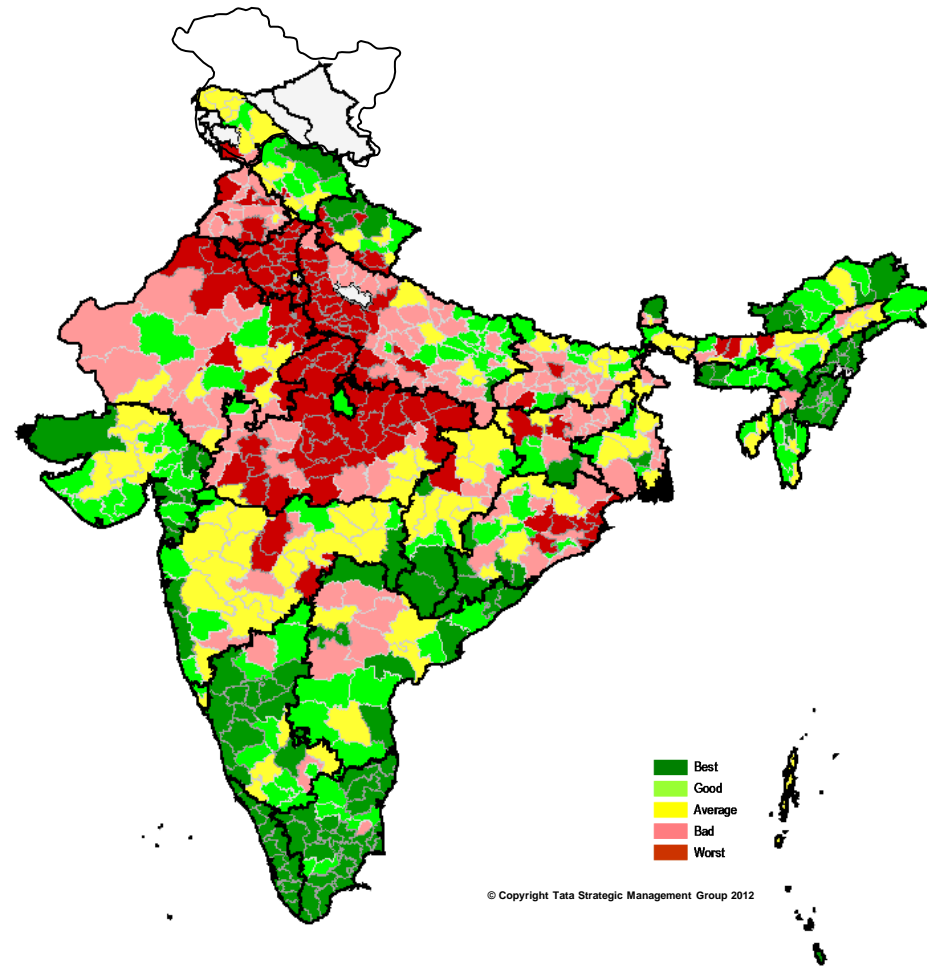 Best
Good
Average
Bad
Worst
© Copyright Tata Strategic Management Group 2012